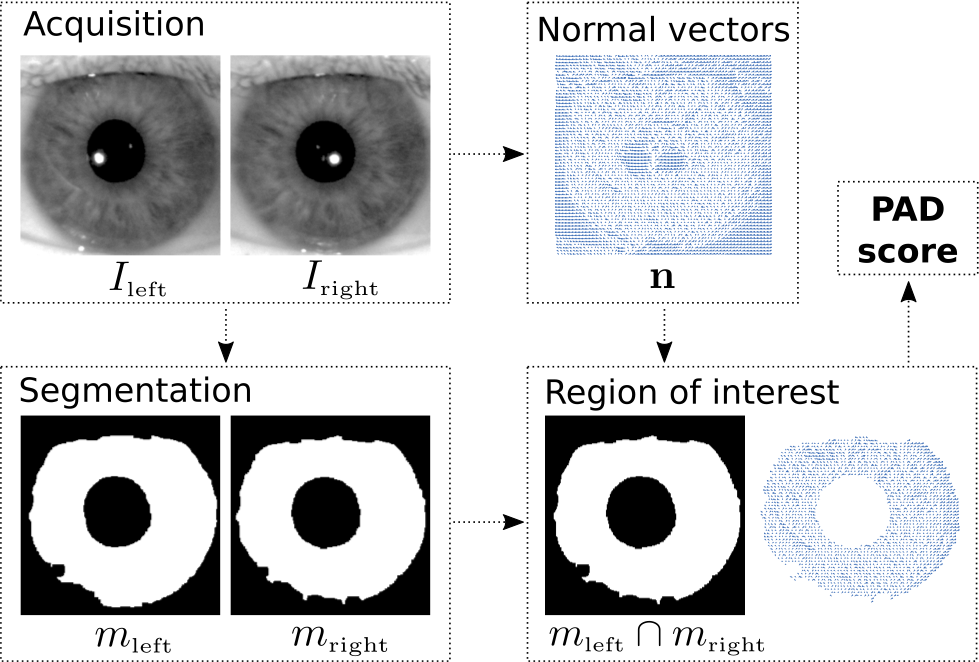 Acquisition
I_left
I_right
Normal vectors
n
PAD
score
Segmentation
m_left
m_right
Region of interest
m_left ∩ m_right